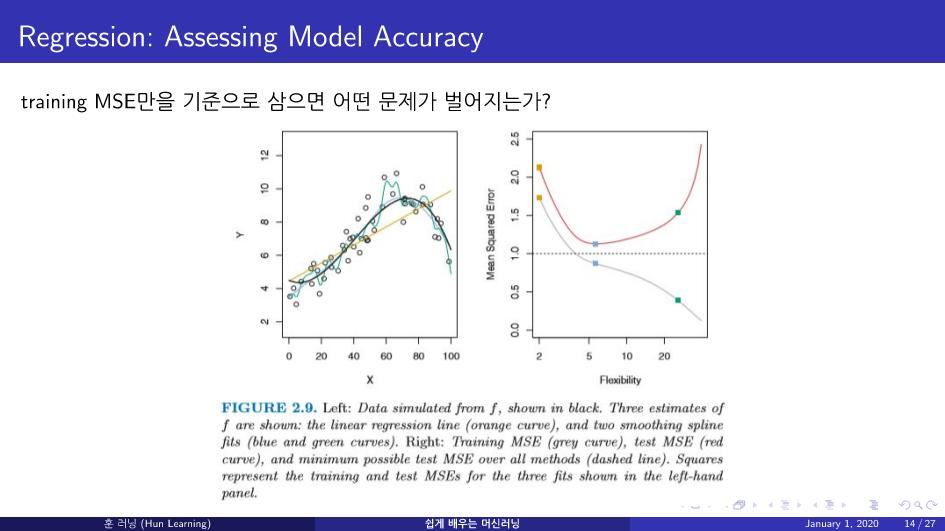 Regression: Assessing Model Accuracy
training MSE만을 기준으로 삼으면 어떤 문제가 벌어지는가?
Y
2 4 6 8 10 12
0 20 40 60 80 100
X
Mean Squared Error
0.0 0.5 1.0 1.5 2.0 2.5
2 5 10 20
Flexibility
FIGURE 2.9. Left: Data simulated from f, shown in black. Three estimates of
f are shown: the linear regression line (orange curve), and two smoothing spline
fits (blue and green curves). Right: Training MSE (grey curve), test MSE (red
curve), and minimum possible test MSE over all methods (dashed line). Squares
represent the training and test MSEs for the three fits shown in the left-hand
panel.
훈 러닝 (Hun Learning) 쉽게 배우는 머신러닝 January 1, 2020 14 / 27